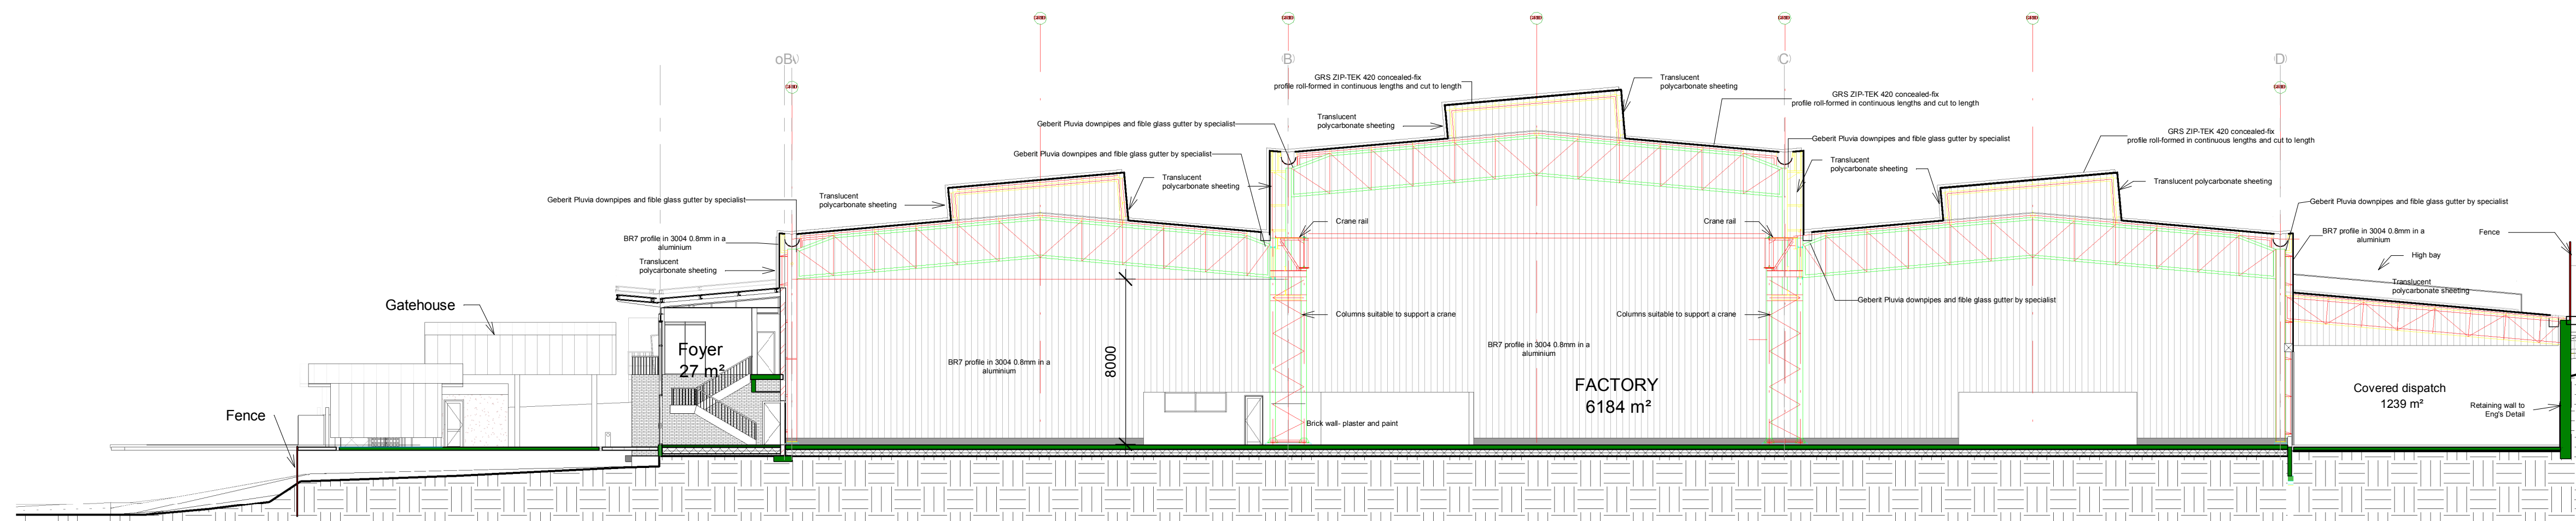 oB
B
C
D
GRS ZIP-TEK 420 concealed-fix
profile roll-formed in continuous lengths and cut to length
Translucent
polycarbonate sheeting
GRS ZIP-TEK 420 concealed-fix
profile roll-formed in continuous lengths and cut to length
Translucent
polycarbonate sheeting
Geberit Pluvia downpipes and fible glass gutter by specialist
Geberit Pluvia downpipes and fible glass gutter by specialist
GRS ZIP-TEK 420 concealed-fix
profile roll-formed in continuous lengths and cut to length
Geberit Pluvia downpipes and fible glass gutter by specialist
Translucent
polycarbonate sheeting
Translucent
polycarbonate sheeting
Translucent polycarbonate sheeting
Translucent
polycarbonate sheeting
Geberit Pluvia downpipes and fible glass gutter by specialist
Geberit Pluvia downpipes and fible glass gutter by specialist
Crane rail
Crane rail
BR7 profile in 3004 0.8mm in a
aluminium
BR7 profile in 3004 0.8mm in a
aluminium
Fence
Translucent
polycarbonate sheeting
High bay
Translucent
polycarbonate sheeting
Gatehouse
Geberit Pluvia downpipes and fible glass gutter by specialist
Columns suitable to support a crane
Columns suitable to support a crane
Foyer
27 m²
BR7 profile in 3004 0.8mm in a
aluminium
8000
BR7 profile in 3004 0.8mm in a
aluminium
FACTORY
6184 m²
Covered dispatch
1239 m²
Fence
Brick wall- plaster and paint
Retaining wall to
Eng's Detail